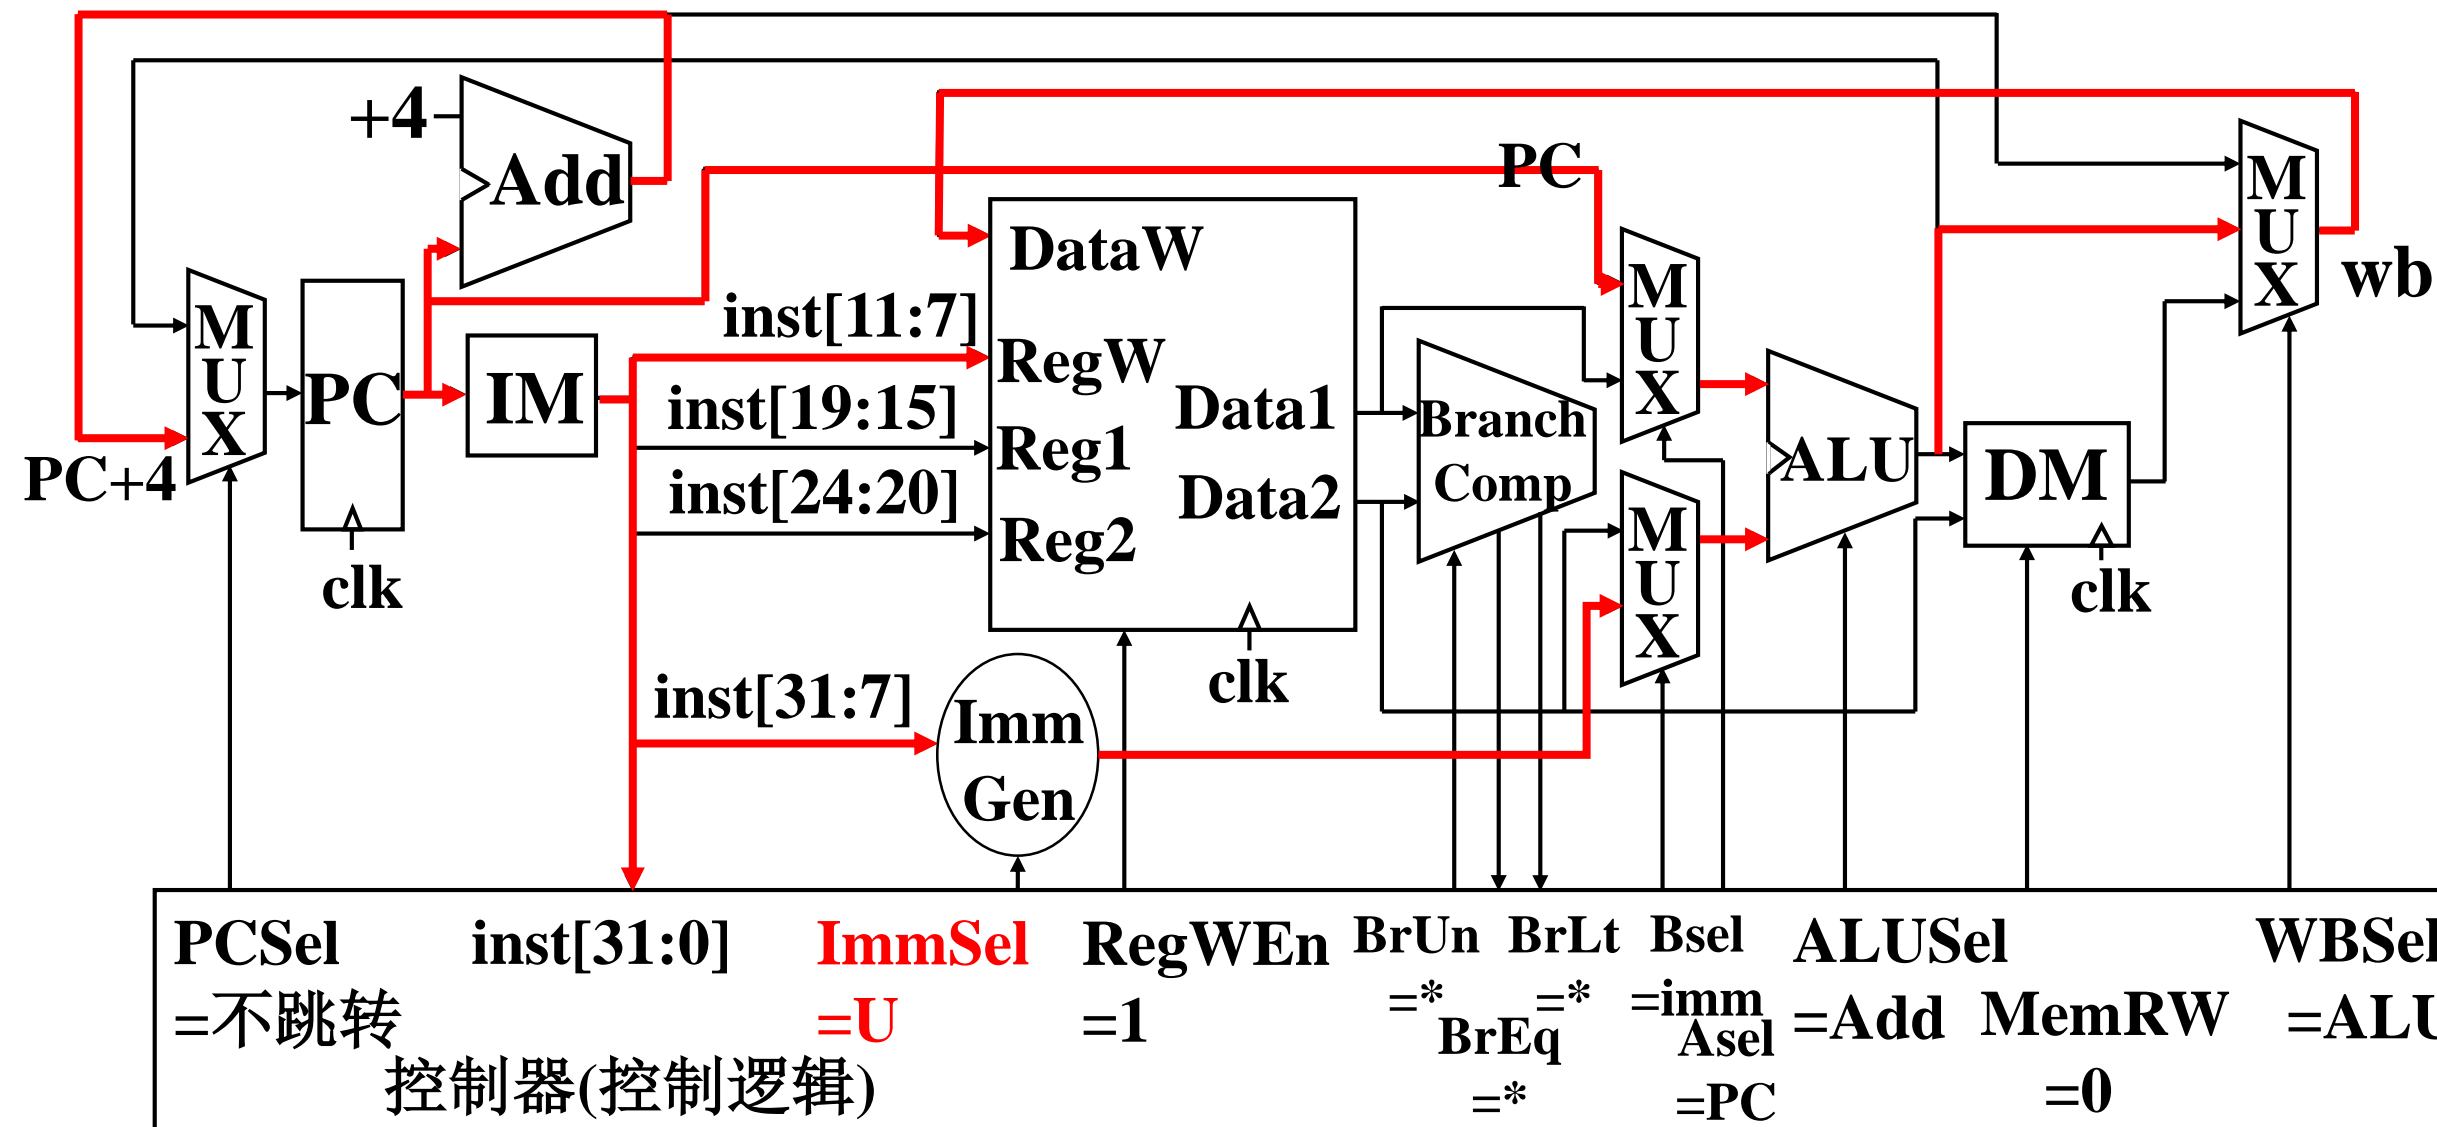 +4
Add
PC
M
U
X
wb
DataW
inst[11:7]
RegW
M
U
X
M
U
X
PC
IM
inst[19:15]
Reg1
Data1
Branch
Comp
M
U
X
ALU
DM
PC+4
inst[24:20]
Reg2
Data2
clk
clk
clk
inst[31:7]
Imm
Gen
PCSel
=不跳转
inst[31:0]
ImmSel
=U
RegWEn
=1
BrUn
=*
BrLt
=*
BrEq
=*
Bsel
=imm
Asel
=PC
ALUSel
=Add
MemRW
=0
WBSel
=ALU
控制器(控制逻辑)